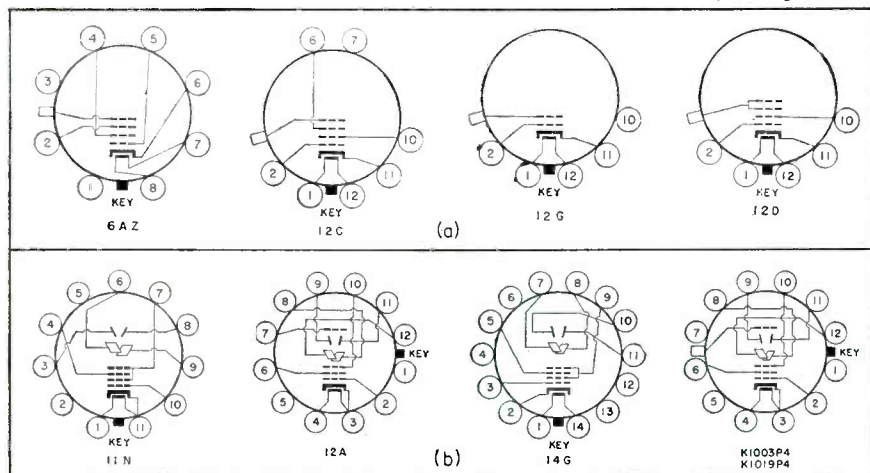 4 5
3 6
2 7
1 8
KEY
6AZ
6 7
10
2 11
1 12
KEY
12C
10
2 11
1 12
KEY
12G
10
2 11
1 12
KEY
12D
(a)
6
5 7
4 8
3 9
2 10
1 11
KEY
11N
9 10
8 11
7 12
KEY
6 1
5 2
4 3
12A
7 8
6 9
5 10
4 11
3 12
2 13
1 14
KEY
14G
9 10
8 11
7 12
KEY
6 1
5 2
4 3
K1003P4
K1019P4
(b)